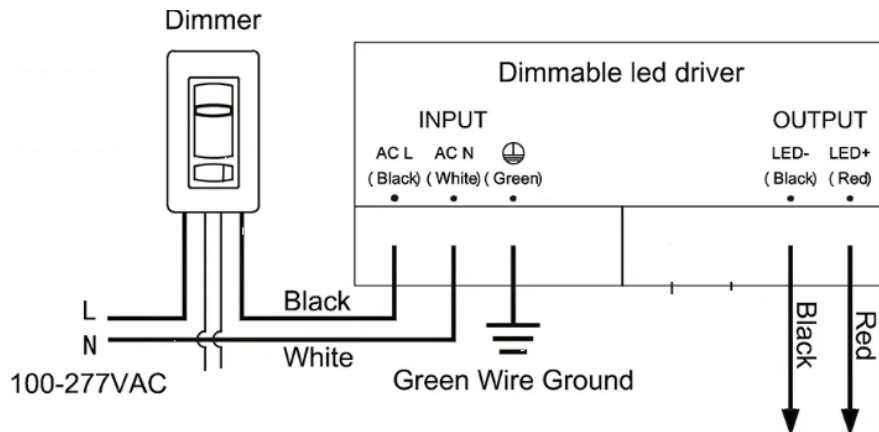 Dimmer
Dimmable led driver
INPUT
OUTPUT
AC L
AC N
LED-
LED+
(Black)
(White)
(Green)
(Black)
(Red)
L
Black
N
White
100-277VAC
Green Wire Ground
Black
Red